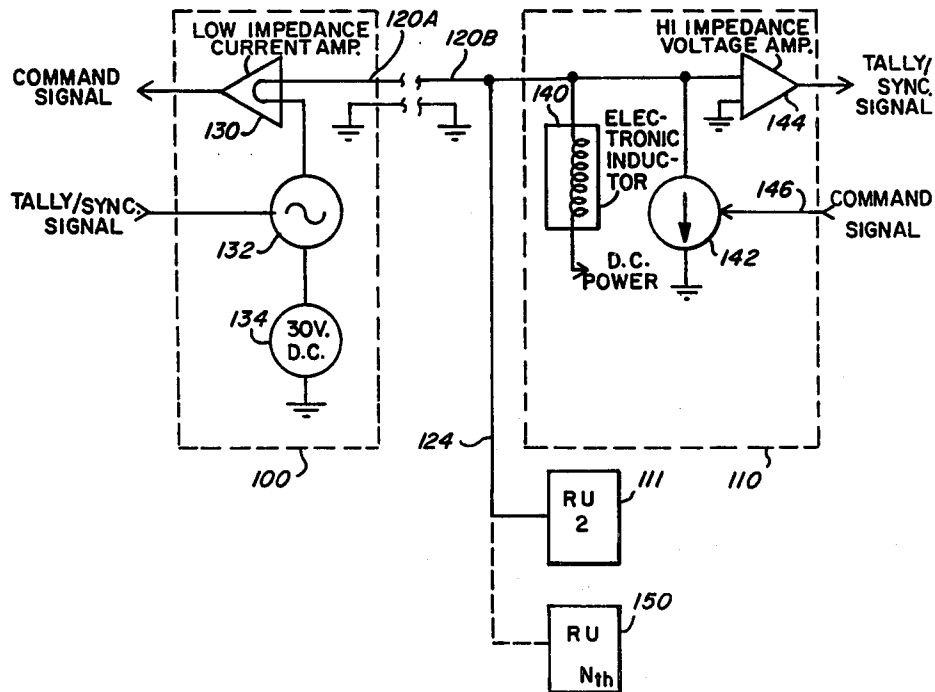 120A
120B
LOW IMPEDANCE
CURRENT AMP.
HI IMPEDANCE
VOLTAGE AMP.
COMMAND
SIGNAL
130
140
ELEC-
TRONIC
INDUC-
TOR
144
TALLY/
SYNC.
SIGNAL
TALLY/SYNC.
SIGNAL
132
146
COMMAND
SIGNAL
142
D.C.
POWER
134
30V.
D.C.
124
100
110
RU
2
111
RU
Nth
150